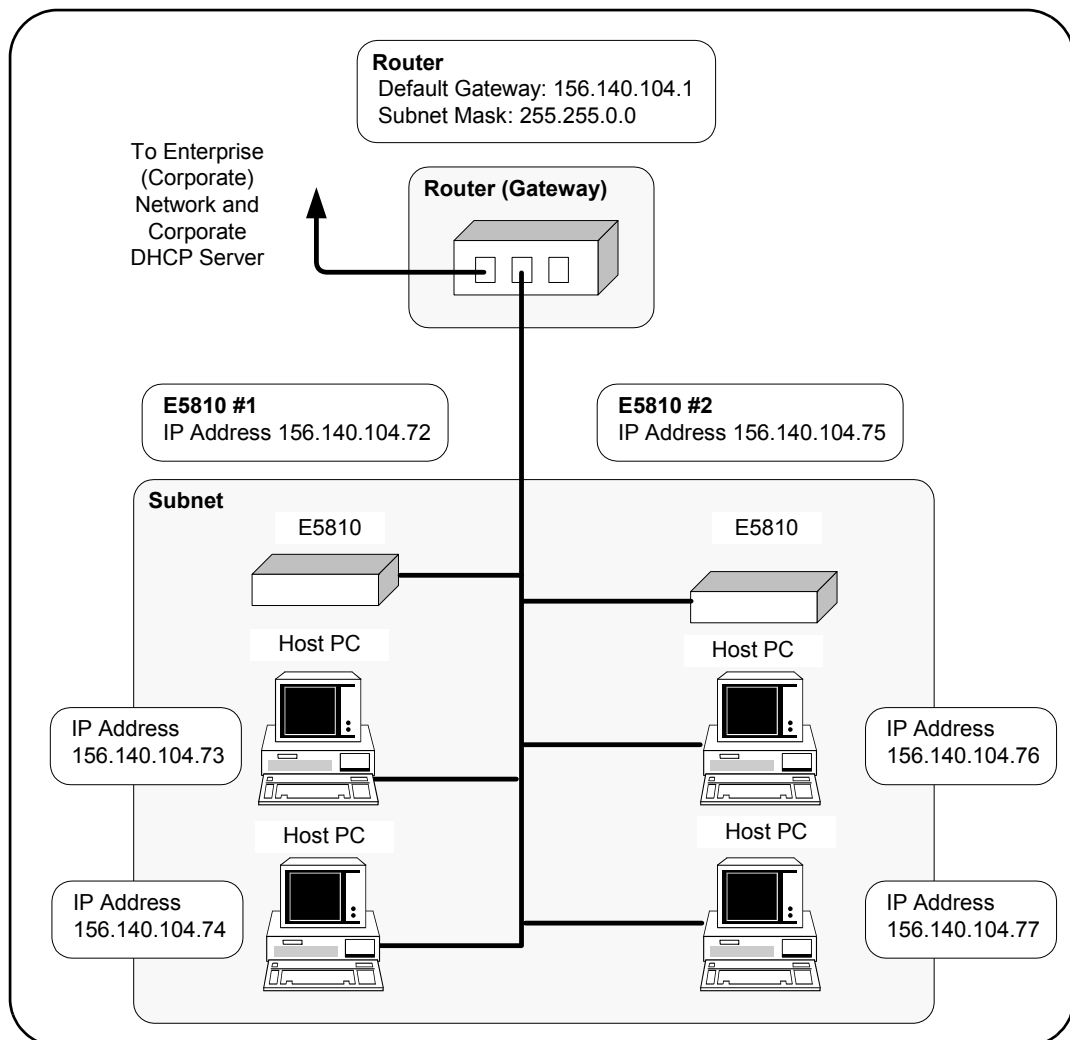 Router
Default Gateway: 156.140.104.1
Subnet Mask: 255.255.0.0
To Enterprise
(Corporate)
Network and
Corporate
DHCP Server
Router (Gateway)
E5810 #1
IP Address 156.140.104.72
E5810 #2
IP Address 156.140.104.75
Subnet
E5810
E5810
Host PC
Host PC
IP Address
156.140.104.73
IP Address
156.140.104.76
Host PC
Host PC
IP Address
156.140.104.74
IP Address
156.140.104.77